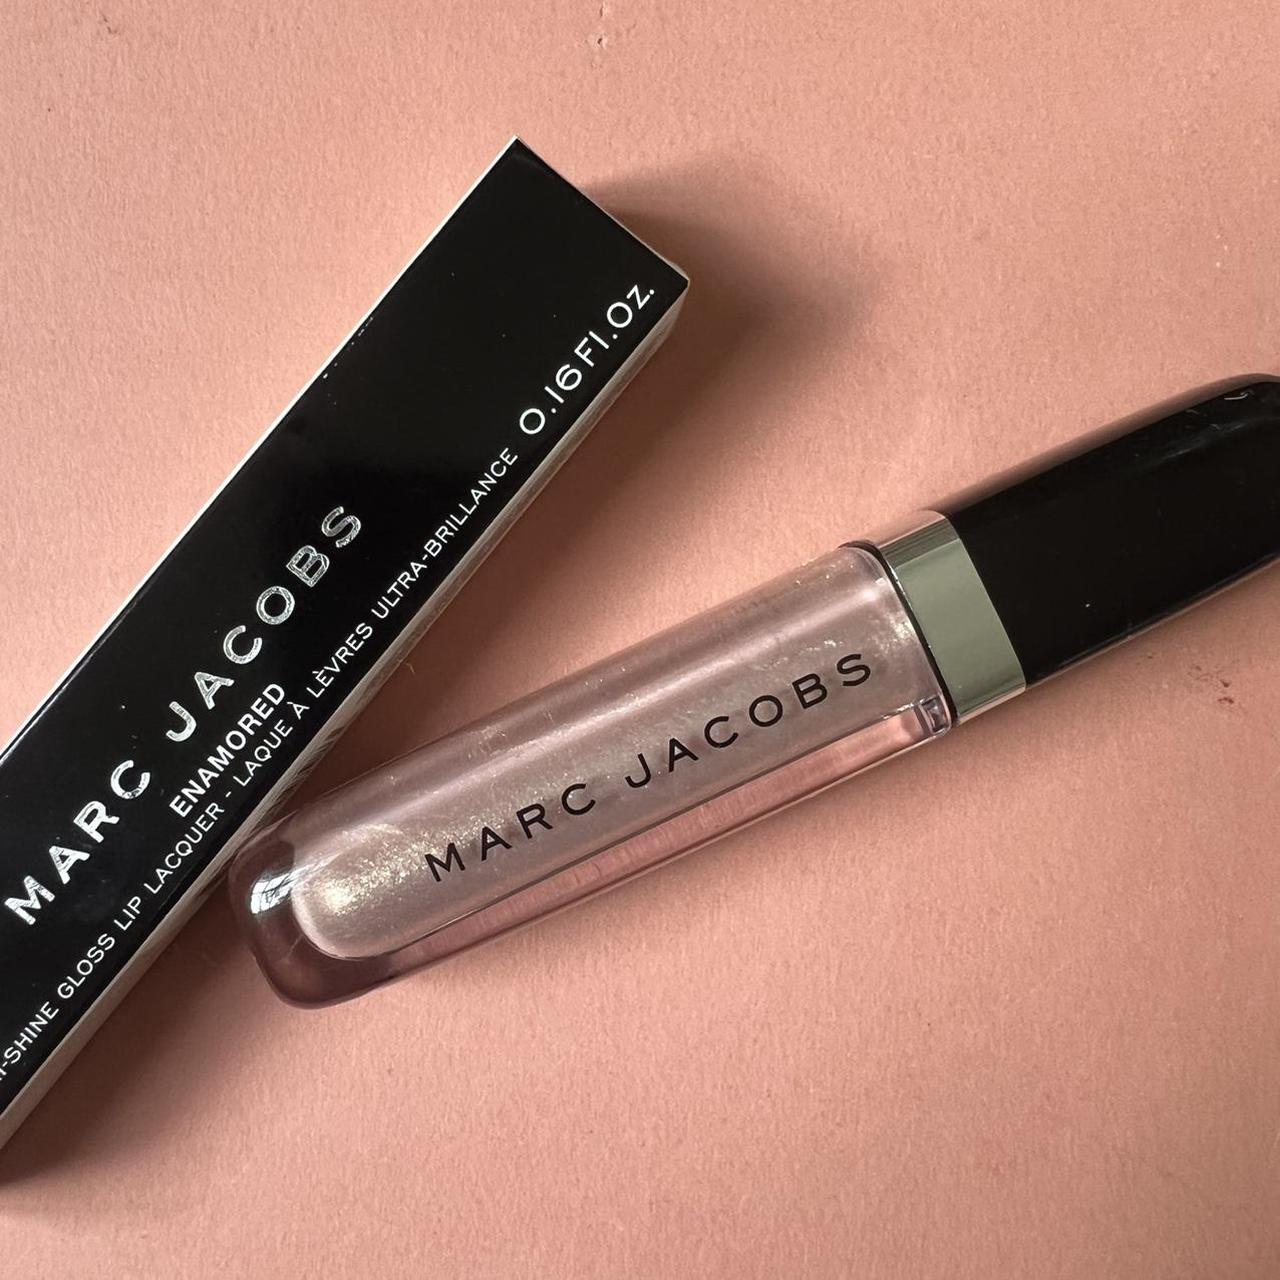 MARC JACOBS
ENAMORED
-SHINE GLOSS LIP LACQUER - LAQUE À LÈVRES ULTRA-BRILLANCE 0.16 Fl.Oz.
MARC JACOBS